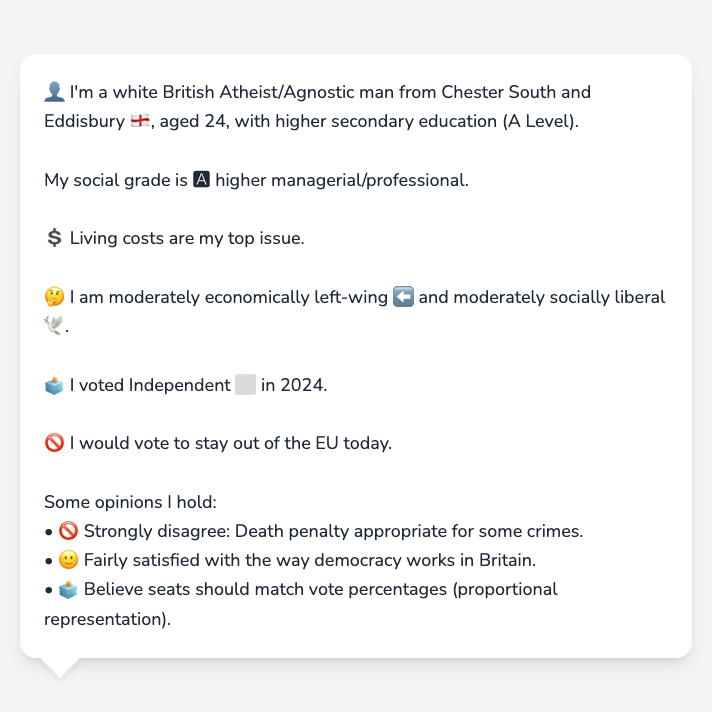 👤 I'm a white British Atheist/Agnostic man from Chester South and
Eddisbury 🏴󠁧󠁢󠁥󠁮󠁧󠁿, aged 24, with higher secondary education (A Level).
My social grade is 🅰 higher managerial/professional.
💲 Living costs are my top issue.
🤔 I am moderately economically left-wing ⬅️ and moderately socially liberal
🕊️.
🗳️ I voted Independent ⬜ in 2024.
🚫 I would vote to stay out of the EU today.
Some opinions I hold:
• 🚫 Strongly disagree: Death penalty appropriate for some crimes.
• 🙂 Fairly satisfied with the way democracy works in Britain.
• 🗳️ Believe seats should match vote percentages (proportional
representation).